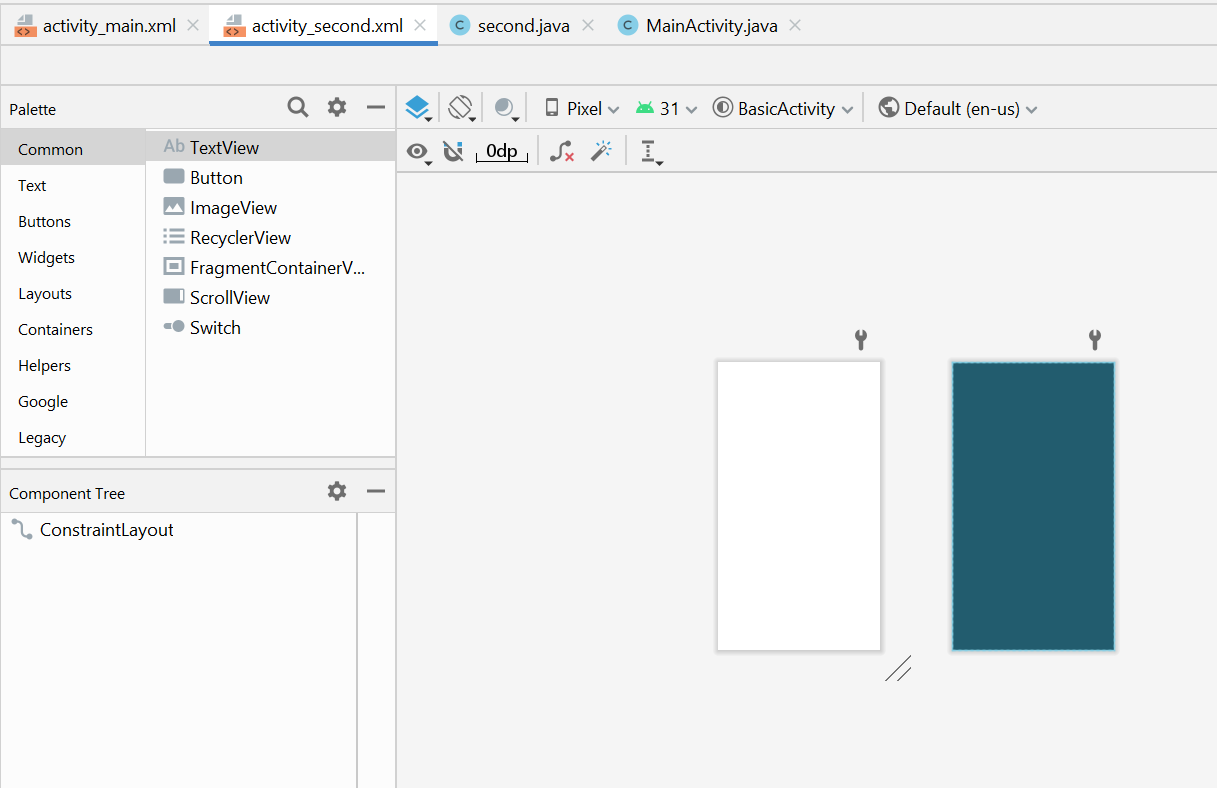 activity_main.xml activity_second.xml second.java MainActivity.java
Palette
Pixel 31 BasicActivity Default (en-us)
0dp
Common
Text
Buttons
Widgets
Layouts
Containers
Helpers
Google
Legacy
Ab TextView
Button
ImageView
RecyclerView
FragmentContainerV...
ScrollView
Switch
Component Tree
ConstraintLayout